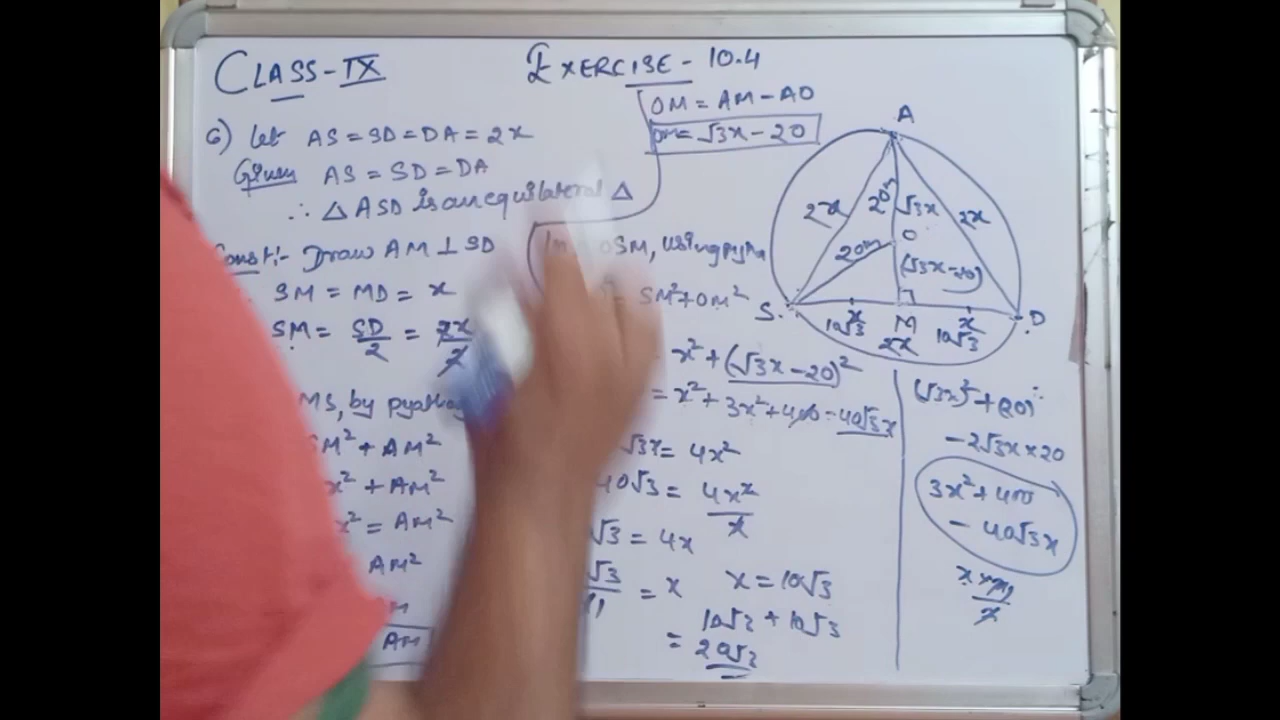 CLASS-IX
EXERCISE - 10.4
6) Let AS = SD = DA = 2x
Given AS = SD = DA
∴ △ ASD is an equilateral △
Const:- Draw AM ⊥ SD
SM = MD = x
SM = SD/2 = 2x/2
MS, by
SM² + AM²
x² + AM²
x² = AM²
AM²
AM
OM = AM - AO
OM = √3x - 20
OSM, using
= SM² + OM²
= x² + (√3x - 20)²
= x² + 3x² + 400 - 40√3x
√3x = 4x²
40√3 = 4x²/x
√3 = 4x
√3 = x
x = 10√3
10√3 + 10√3
= 20√3
A
2x
20m
√3x
2x
O
20m
(√3x-20)
S
x
M
x
D
10√3
2x
10√3
(√3x)² + (20)²
- 2√3x × 20
3x² + 400
- 40√3x